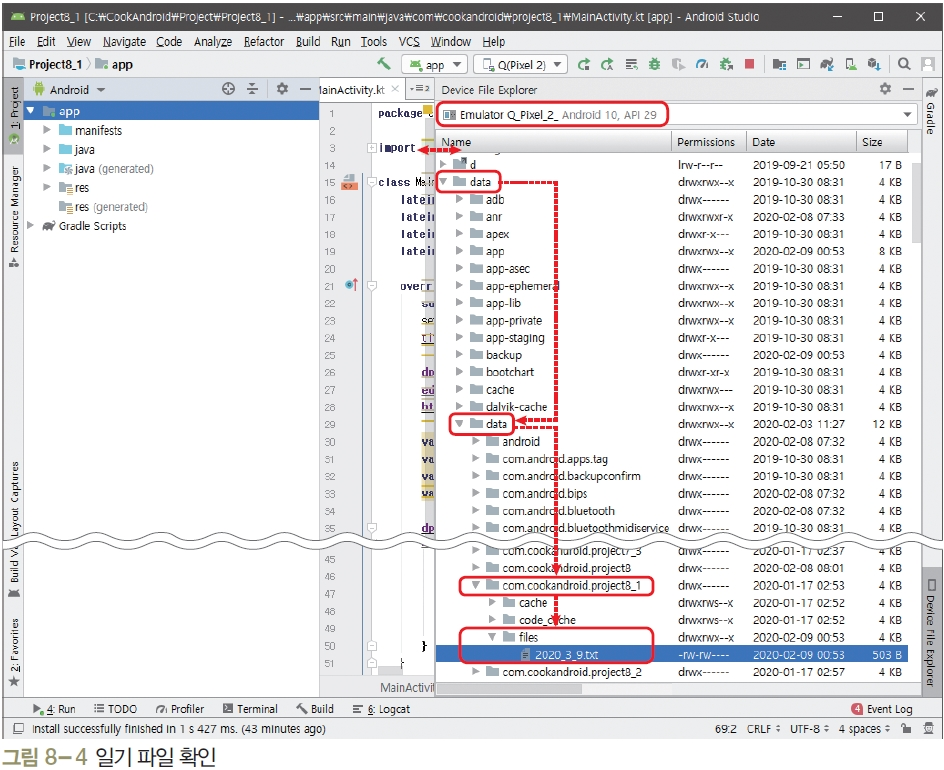 Project8_1 [C:₩CookAndroid₩Project₩Project8_1] - ...₩app₩src₩main₩java₩com₩cookandroid₩project8_1₩MainActivity.kt [app] - Android Studio
File Edit View Navigate Code Analyze Refactor Build Run Tools VCS Window Help
Project8_1 app
app Q(Pixel 2)
1: Project
Resource Manager
Layout Captures
2: Favorites
Android
app
manifests
java
java (generated)
res
res (generated)
Gradle Scripts
MainActivity.kt
1 package
2
3 import
14
15 class Mai
16 latein
17 latein
18 latein
19 latein
20
21 overr
22 su
23 se
24 ti
25
26 dp
27 ed
28 bt
29
30 va
31 va
32 va
33 va
34
35 dp
45
46
47
48
49
50 }
51 }
MainActivit
Device File Explorer
Emulator Q_Pixel_2_ Android 10, API 29
Name Permissions Date Size
d lrw-r--r-- 2019-09-21 05:50 17 B
data drwxrwx--x 2019-10-30 08:31 4 KB
adb drwx------ 2019-10-30 08:31 4 KB
anr drwxrwxr-x 2020-02-08 07:33 4 KB
apex drwxr-x--- 2019-10-30 08:31 4 KB
app drwxrwx--x 2020-02-09 00:53 8 KB
app-asec drwx------ 2019-10-30 08:31 4 KB
app-ephemeral drwxrwx--x 2019-10-30 08:31 4 KB
app-lib drwxrwx--x 2019-10-30 08:31 4 KB
app-private drwxrwx--x 2019-10-30 08:31 4 KB
app-staging drwxr-x--x 2019-10-30 08:31 4 KB
backup drwx------ 2020-02-09 00:53 4 KB
bootchart drwxr-xr-x 2019-10-30 08:31 4 KB
cache drwxrwx--- 2019-10-30 08:31 4 KB
dalvik-cache drwxrwx--x 2019-10-30 08:31 4 KB
data drwxrwx--x 2020-02-03 11:27 12 KB
android drwx------ 2020-02-08 07:32 4 KB
com.android.apps.tag drwx------ 2019-10-30 08:31 4 KB
com.android.backupconfirm drwx------ 2019-10-30 08:31 4 KB
com.android.bips drwx------ 2020-02-08 07:32 4 KB
com.android.bluetooth drwx------ 2020-02-08 07:32 4 KB
com.android.bluetoothmidiservice drwx------ 2019-10-30 08:31 4 KB
com.cookandroid.project7_3 drwx------ 2020-01-17 02:37 4 KB
com.cookandroid.project8 drwx------ 2020-02-08 08:01 4 KB
com.cookandroid.project8_1 drwx------ 2020-01-17 02:53 4 KB
cache drwxrws--x 2020-01-17 02:52 4 KB
code_cache drwxrws--x 2020-01-17 02:52 4 KB
files drwxrwx--x 2020-02-09 00:53 4 KB
2020_3_9.txt -rw-rw---- 2020-02-09 00:53 503 B
com.cookandroid.project8_2 drwx------ 2020-01-17 02:57 4 KB
Gradle
Device File Explorer
4: Run TODO Profiler Terminal Build 6: Logcat 4 Event Log
Install successfully finished in 1 s 427 ms. (43 minutes ago) 69:2 CRLF UTF-8 4 spaces
그림 8-4 일기 파일 확인